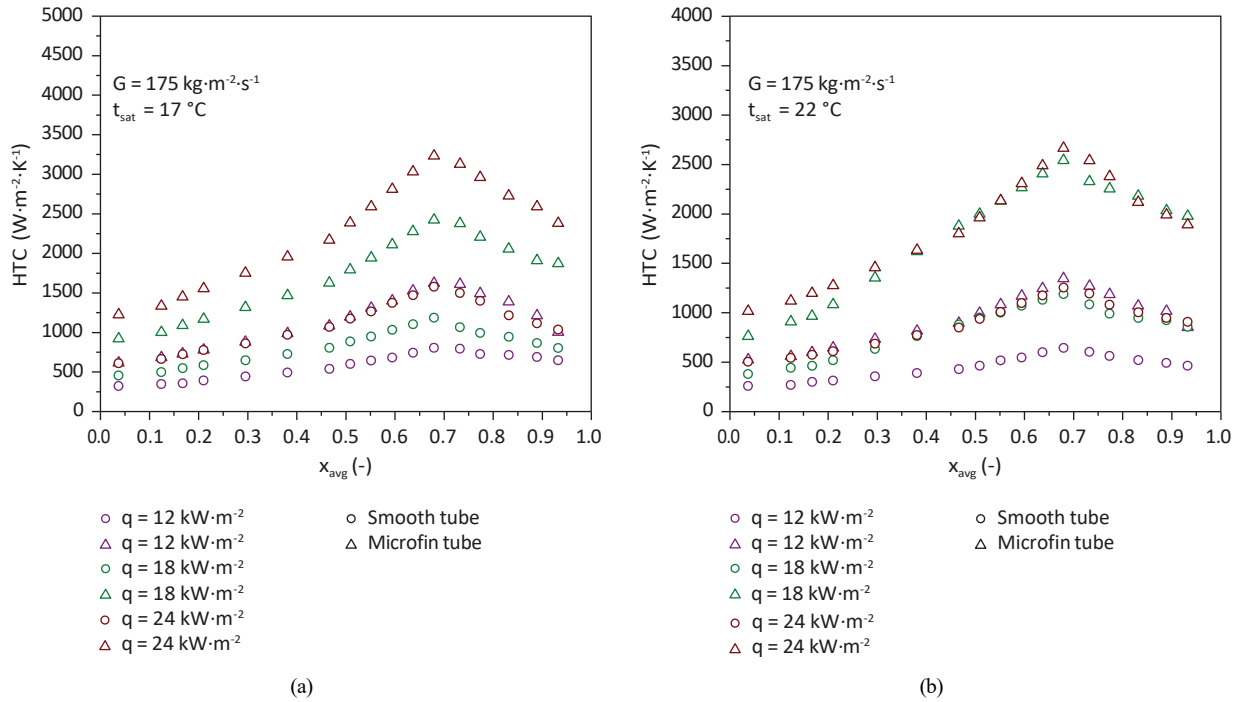 5000
4500
4000
3500
3000
2500
2000
1500
1000
500
0
HTC (W·m⁻²·K⁻¹)
G = 175 kg·m⁻²·s⁻¹
t_sat = 17 °C
0.0 0.1 0.2 0.3 0.4 0.5 0.6 0.7 0.8 0.9 1.0
x_avg (-)
q = 12 kW·m⁻² Smooth tube
q = 12 kW·m⁻² Microfin tube
q = 18 kW·m⁻²
q = 18 kW·m⁻²
q = 24 kW·m⁻²
q = 24 kW·m⁻²
(a)
4000
3500
3000
2500
2000
1500
1000
500
0
HTC (W·m⁻²·K⁻¹)
G = 175 kg·m⁻²·s⁻¹
t_sat = 22 °C
0.0 0.1 0.2 0.3 0.4 0.5 0.6 0.7 0.8 0.9 1.0
x_avg (-)
q = 12 kW·m⁻² Smooth tube
q = 12 kW·m⁻² Microfin tube
q = 18 kW·m⁻²
q = 18 kW·m⁻²
q = 24 kW·m⁻²
q = 24 kW·m⁻²
(b)